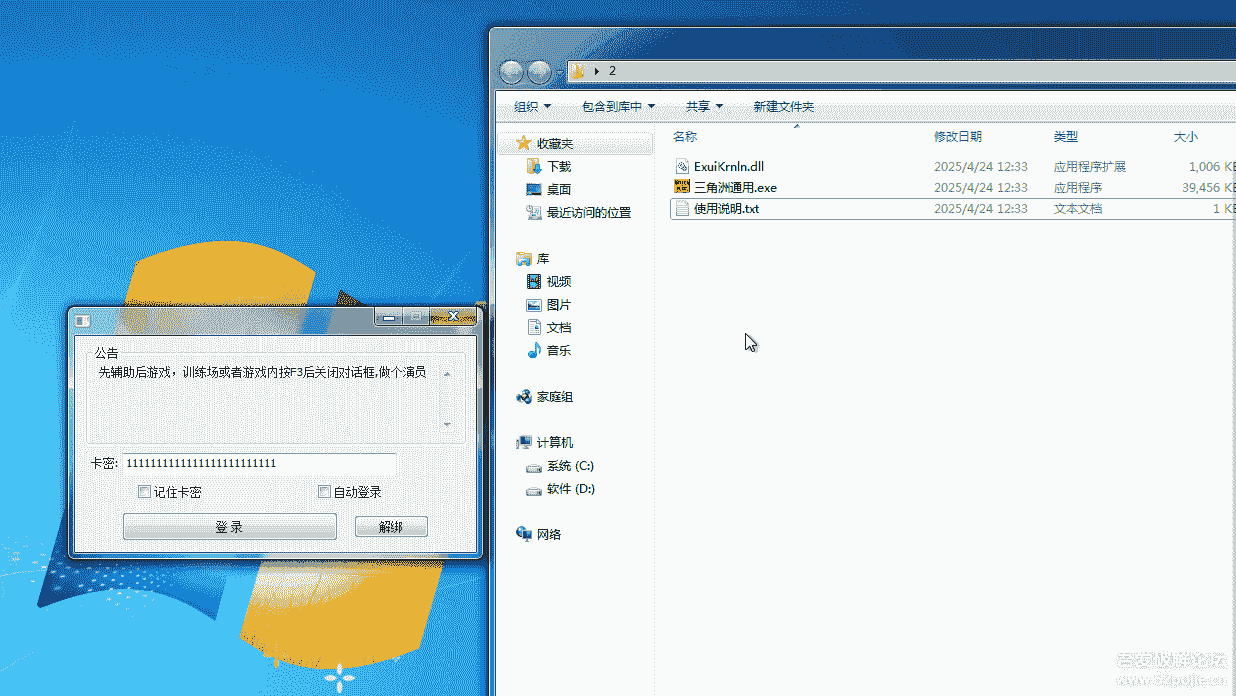 2
组织
包含到库中
共享
新建文件夹
名称
修改日期
类型
大小
收藏夹
下载
桌面
最近访问的位置
库
视频
图片
文档
音乐
家庭组
计算机
系统 (C:)
软件 (D:)
网络
ExuiKrnln.dll 2025/4/24 12:33 应用程序扩展 1,006 KB
三角洲通用.exe 2025/4/24 12:33 应用程序 39,456 KB
使用说明.txt 2025/4/24 12:33 文本文档 1 KB
公告
先辅助后游戏，训练场或者游戏内按F3后关闭对话框,做个演员
卡密:
记住卡密
自动登录
登录
解绑
吾爱破解论坛
www.52pojie.cn